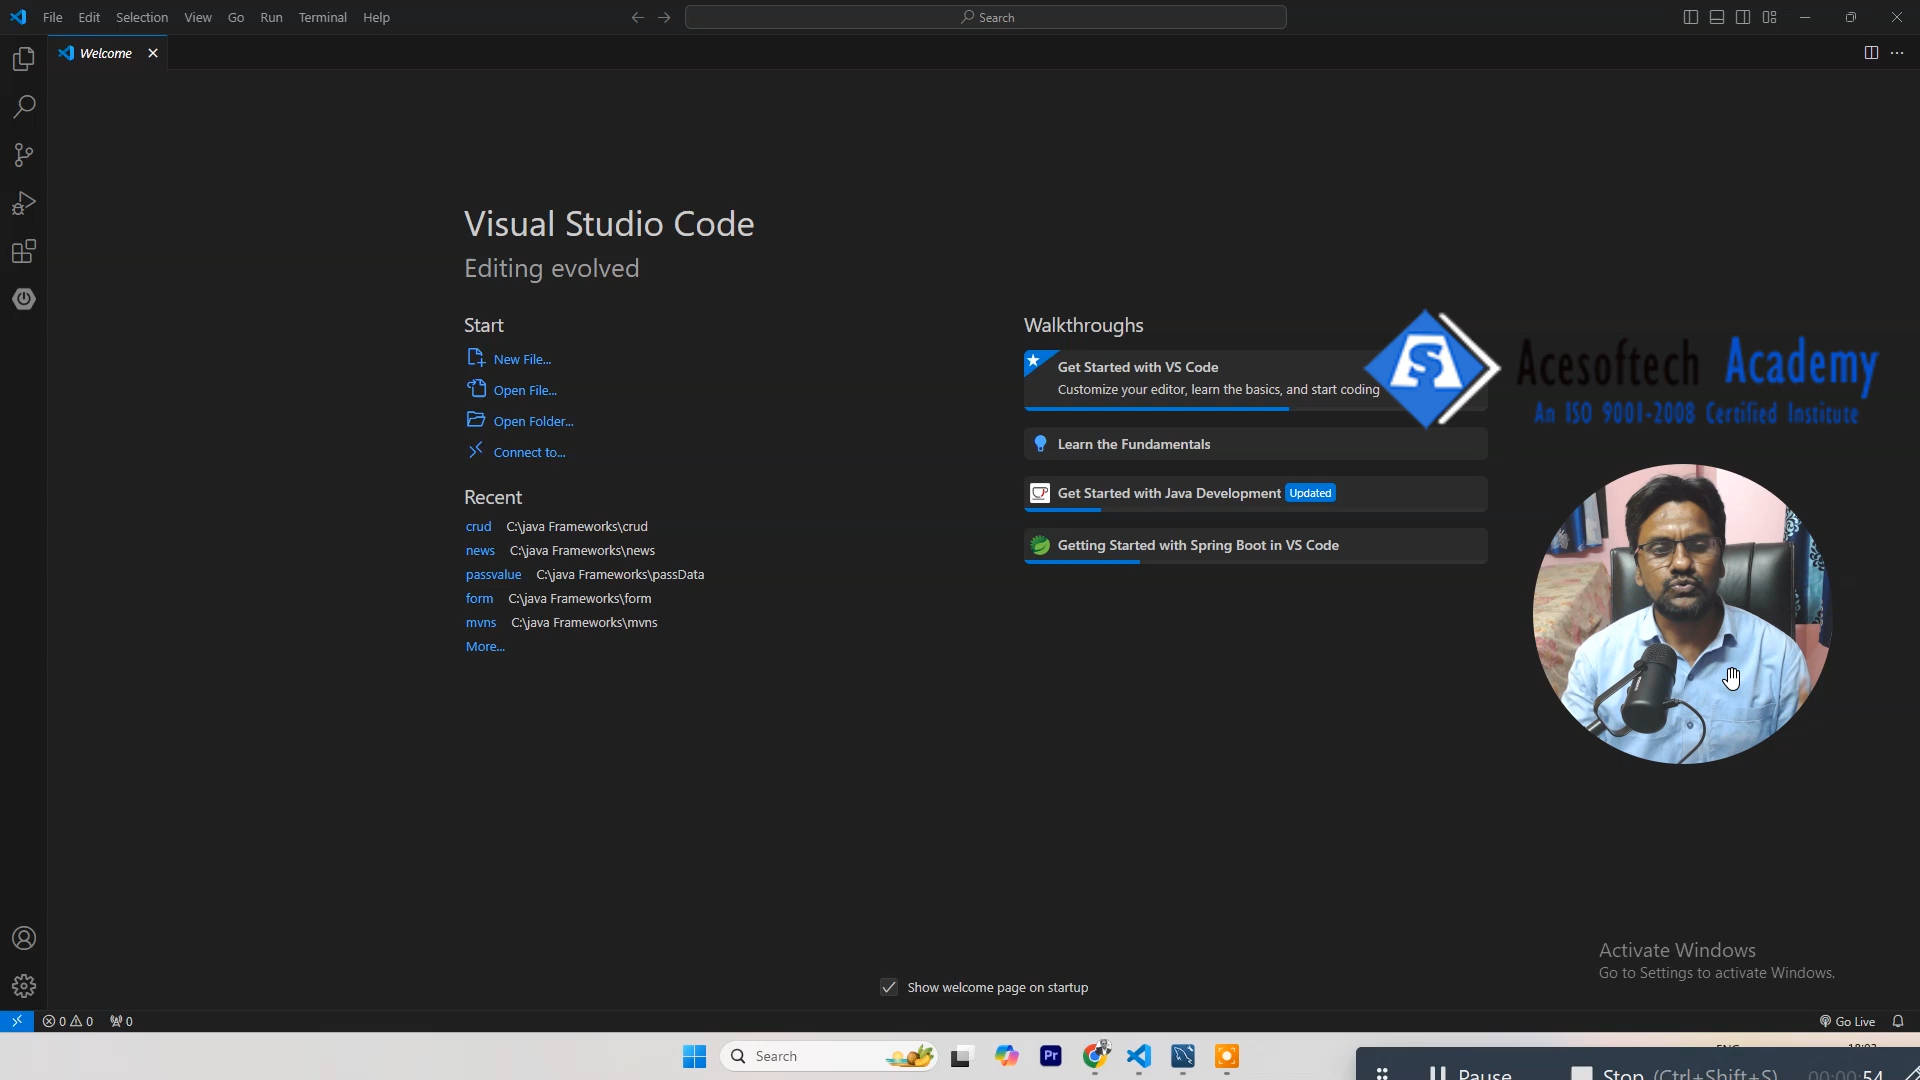 File Edit Selection View Go Run Terminal Help
Search
Welcome
Visual Studio Code
Editing evolved
Start
New File...
Open File...
Open Folder...
Connect to...
Recent
crud C:\java Frameworks\crud
news C:\java Frameworks\news
passvalue C:\java Frameworks\passData
form C:\java Frameworks\form
mvns C:\java Frameworks\mvns
More...
Walkthroughs
Get Started with VS Code
Customize your editor, learn the basics, and start coding
Learn the Fundamentals
Get Started with Java Development Updated
Getting Started with Spring Boot in VS Code
Acesoftech Academy
An ISO 9001-2008 Certified Institute
Activate Windows
Go to Settings to activate Windows.
Show welcome page on startup
0 0 0
Go Live
Search
Pr
Pause Stop (Ctrl+Shift+S) 00:00:54